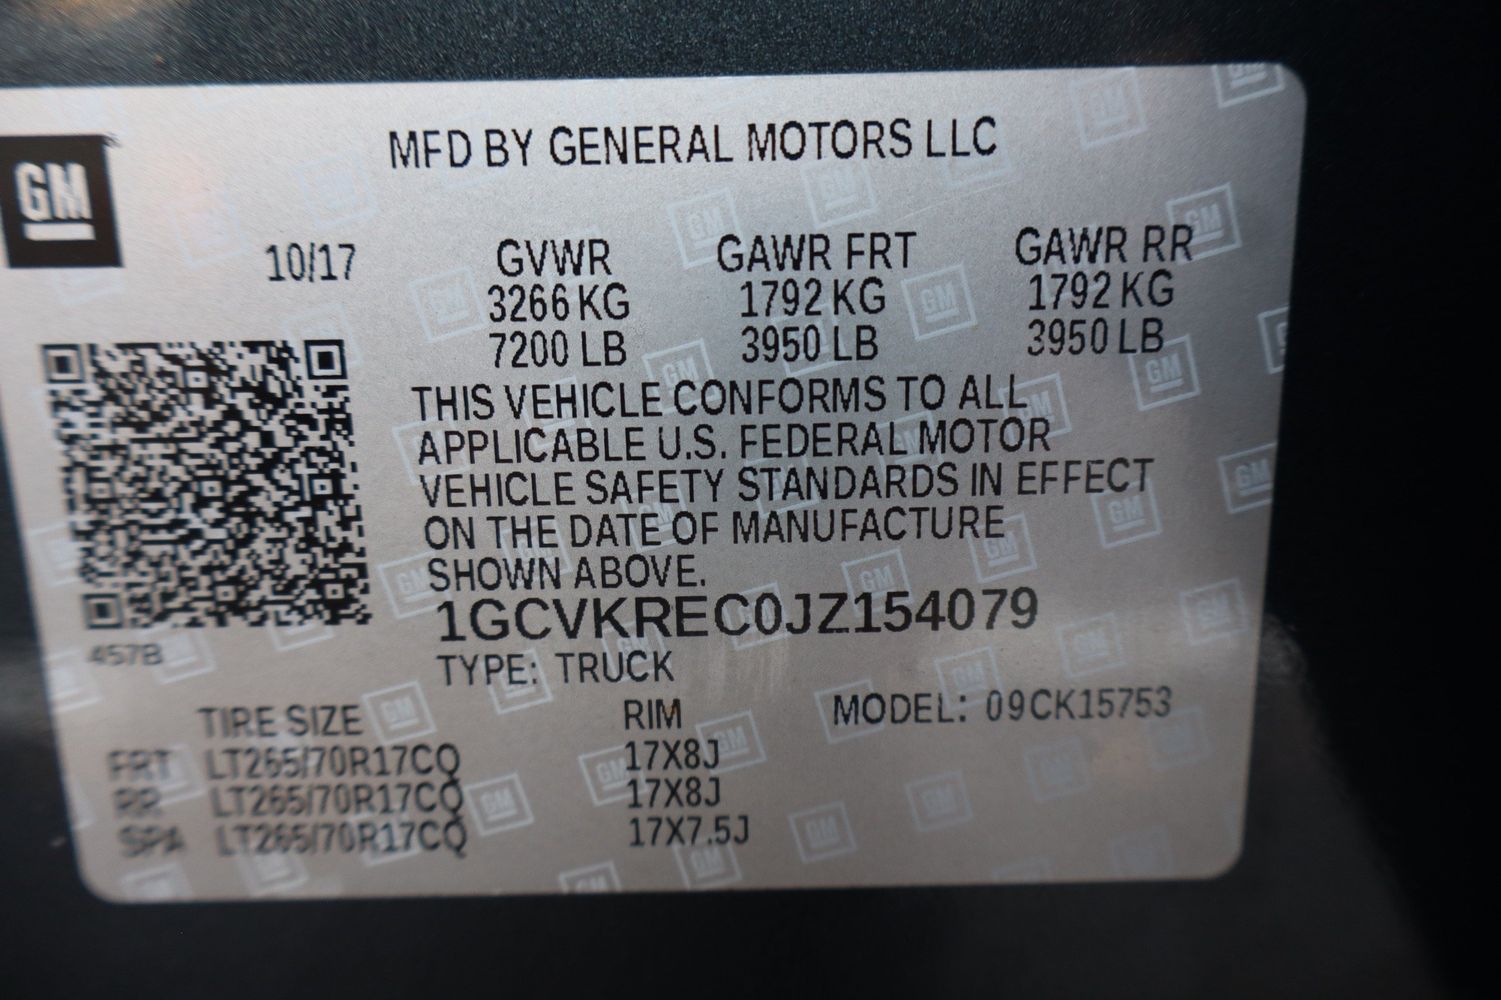 MFD BY GENERAL MOTORS LLC
GM
10/17 GVWR GAWR FRT GAWR RR
3266 KG 1792 KG 1792 KG
7200 LB 3950 LB 3950 LB
THIS VEHICLE CONFORMS TO ALL
APPLICABLE U.S. FEDERAL MOTOR
VEHICLE SAFETY STANDARDS IN EFFECT
ON THE DATE OF MANUFACTURE
SHOWN ABOVE.
1GCVKREC0JZ154079
457B
TYPE: TRUCK
TIRE SIZE RIM MODEL: 09CK15753
FRT LT265/70R17CQ 17X8J
RR LT265/70R17CQ 17X8J
SPA LT265/70R17CQ 17X7.5J